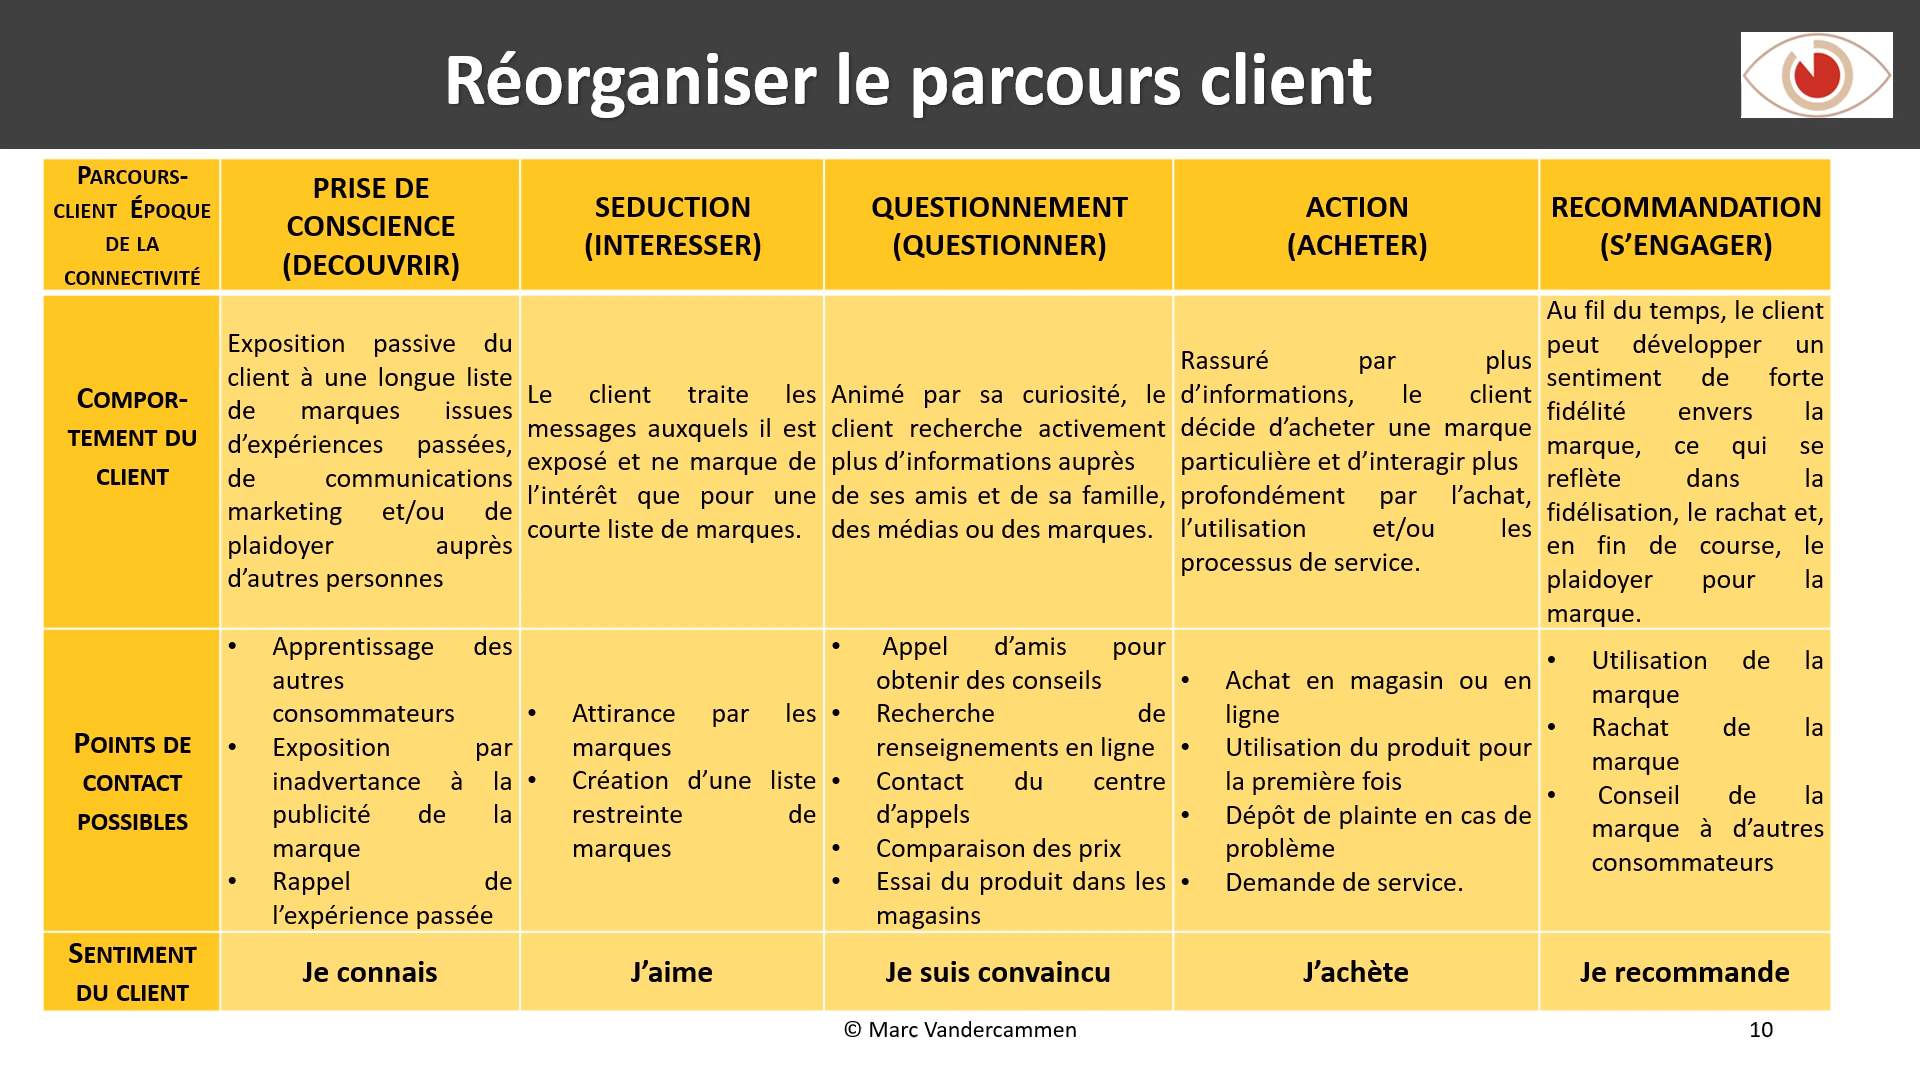 Réorganiser le parcours client
PARCOURS-
CLIENT ÉPOQUE
DE LA
CONNECTIVITÉ
PRISE DE
CONSCIENCE
(DECOUVRIR)
SEDUCTION
(INTERESSER)
QUESTIONNEMENT
(QUESTIONNER)
ACTION
(ACHETER)
RECOMMANDATION
(S’ENGAGER)
COMPOR-
TEMENT DU
CLIENT
Exposition passive du
client à une longue liste
de marques issues
d’expériences passées,
de communications
marketing et/ou de
plaidoyer auprès
d’autres personnes
Le client traite les
messages auxquels il est
exposé et ne marque de
l’intérêt que pour une
courte liste de marques.
Animé par sa curiosité, le
client recherche activement
plus d’informations auprès
de ses amis et de sa famille,
des médias ou des marques.
Rassuré par plus
d’informations, le client
décide d’acheter une marque
particulière et d’interagir plus
profondément par l’achat,
l’utilisation et/ou les
processus de service.
Au fil du temps, le client
peut développer un
sentiment de forte
fidélité envers la
marque, ce qui se
reflète dans la
fidélisation, le rachat et,
en fin de course, le
plaidoyer pour la
marque.
POINTS DE
CONTACT
POSSIBLES
• Apprentissage des
autres
consommateurs
• Exposition par
inadvertance à la
publicité de la
marque
• Rappel de
l’expérience passée
• Attirance par les
marques
• Création d’une liste
restreinte de
marques
• Appel d’amis pour
obtenir des conseils
• Recherche de
renseignements en ligne
• Contact du centre
d’appels
• Comparaison des prix
• Essai du produit dans les
magasins
• Achat en magasin ou en
ligne
• Utilisation du produit pour
la première fois
• Dépôt de plainte en cas de
problème
• Demande de service.
• Utilisation de la
marque
• Rachat de la
marque
• Conseil de la
marque à d’autres
consommateurs
SENTIMENT
DU CLIENT
Je connais
J’aime
Je suis convaincu
J’achète
Je recommande
© Marc Vandercammen
10